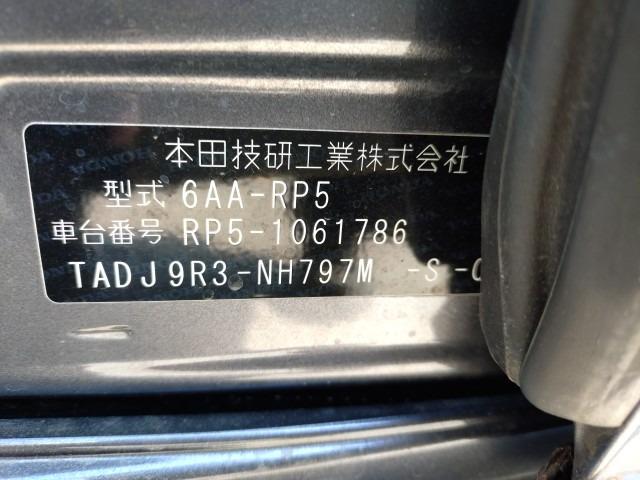 本田技研工業株式会社
型式 6AA-RP5
車台番号 RP5-1061786
TADJ9R3-NH797M -S-